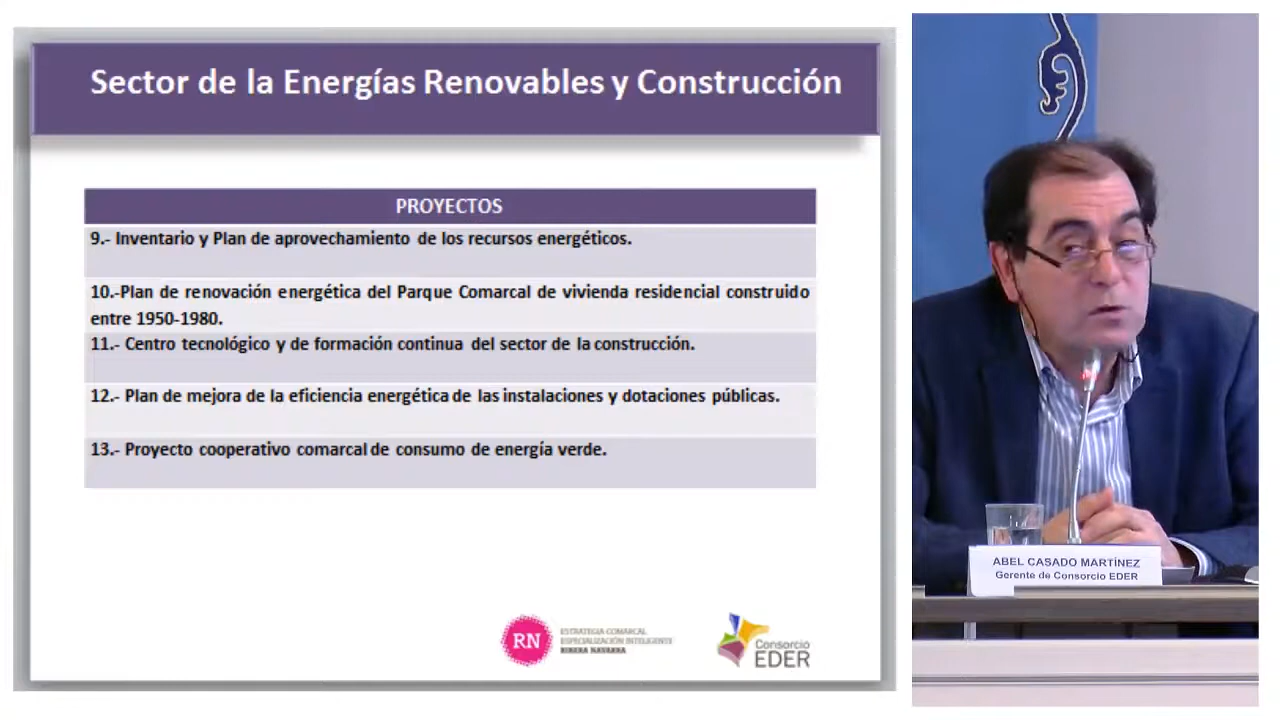 Sector de la Energías Renovables y Construcción
PROYECTOS
9.- Inventario y Plan de aprovechamiento de los recursos energéticos.
10.-Plan de renovación energética del Parque Comarcal de vivienda residencial construido
entre 1950-1980.
11.- Centro tecnológico y de formación continua del sector de la construcción.
12.- Plan de mejora de la eficiencia energética de las instalaciones y dotaciones públicas.
13.- Proyecto cooperativo comarcal de consumo de energía verde.
RN
ESTRATEGIA COMARCAL
ESPECIALIZACIÓN INTELIGENTE
RIBERA NAVARRA
Consorcio
EDER
ABEL CASADO MARTÍNEZ
Gerente de Consorcio EDER